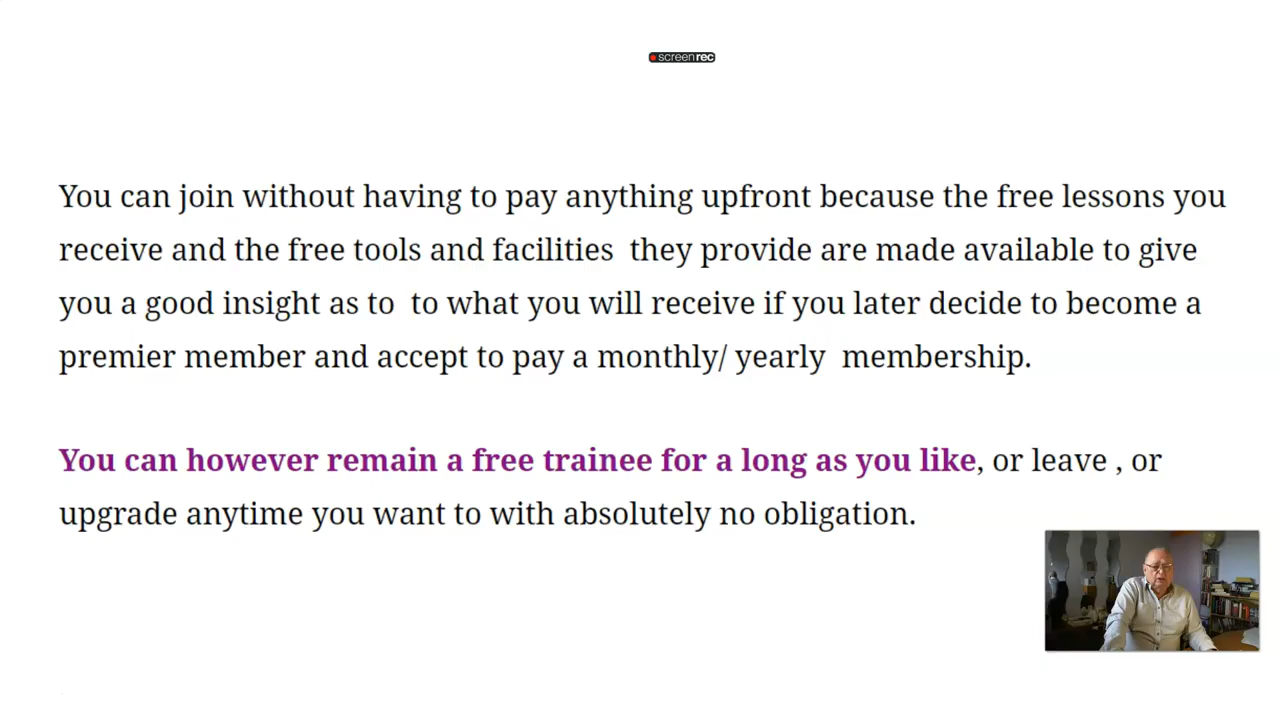 screenrec
You can join without having to pay anything upfront because the free lessons you
receive and the free tools and facilities they provide are made available to give
you a good insight as to to what you will receive if you later decide to become a
premier member and accept to pay a monthly/ yearly membership.
You can however remain a free trainee for a long as you like, or leave , or
upgrade anytime you want to with absolutely no obligation.